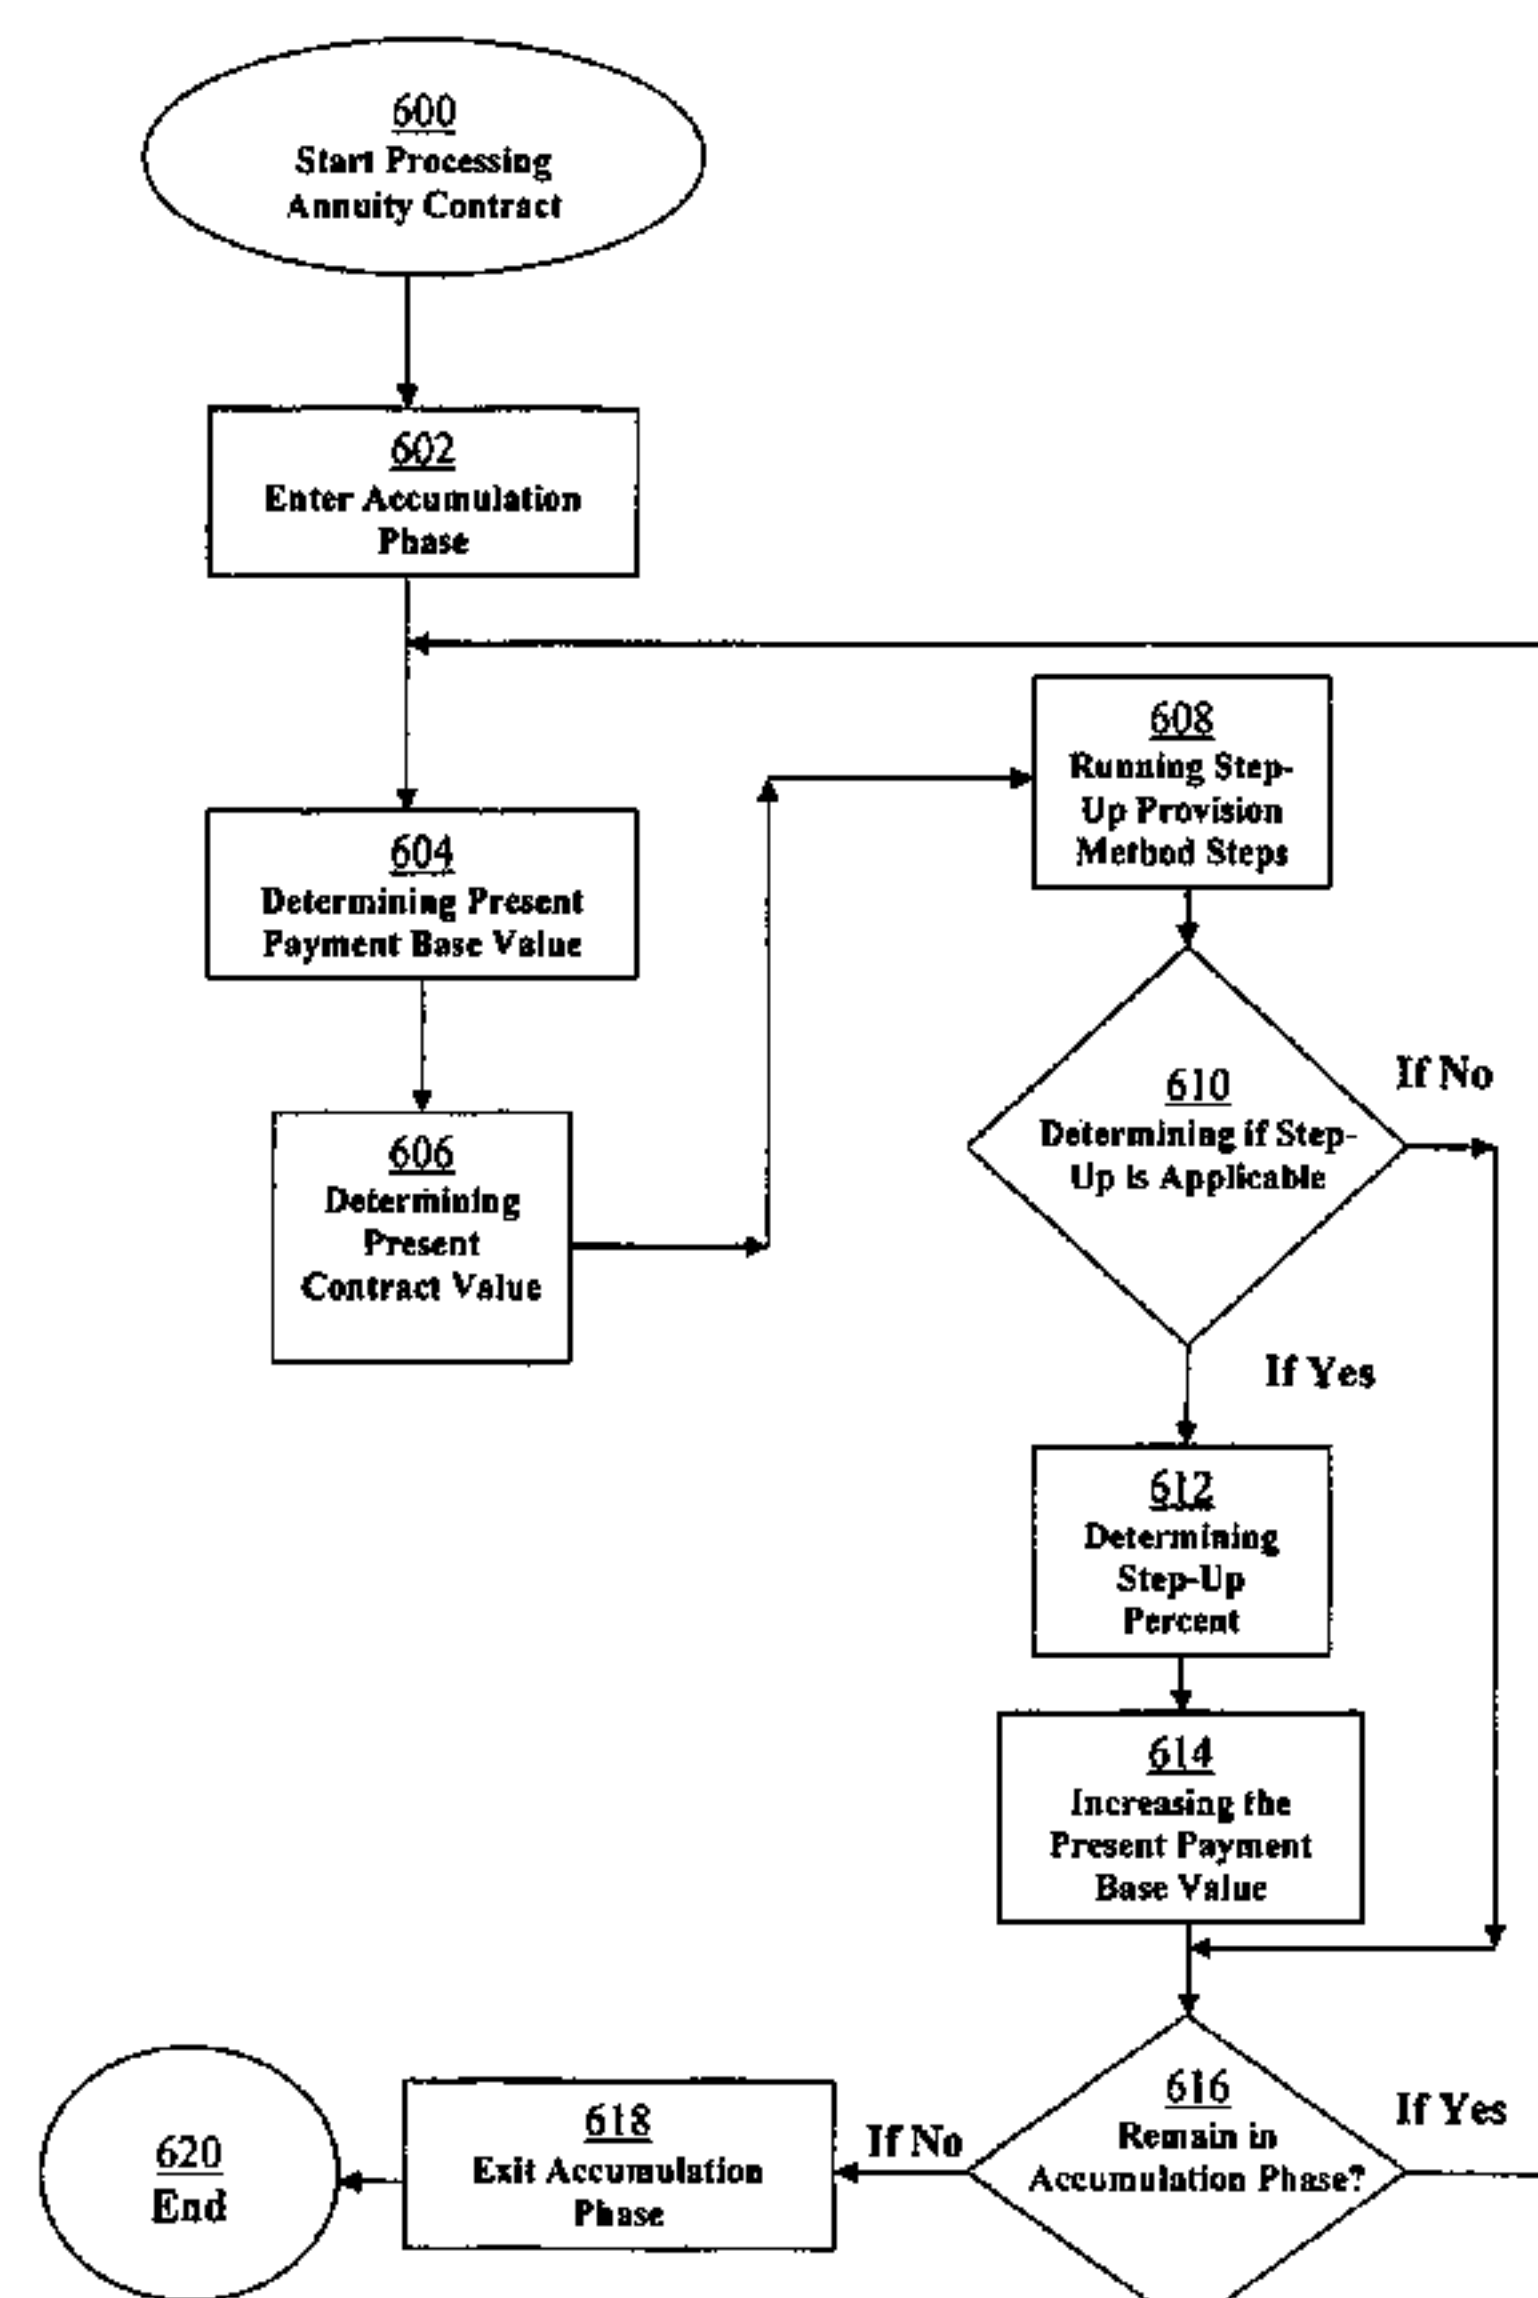 600
Start Processing
Annuity Contract
602
Enter Accumulation
Phase
604
Determining Present
Payment Base Value
606
Determining
Present
Contract Value
608
Running Step-
Up Provision
Method Steps
610
Determining if Step-
Up is Applicable
If No
If Yes
612
Determining
Step-Up
Percent
614
Increasing the
Present Payment
Base Value
616
Remain in
Accumulation Phase?
If Yes
If No
618
Exit Accumulation
Phase
620
End